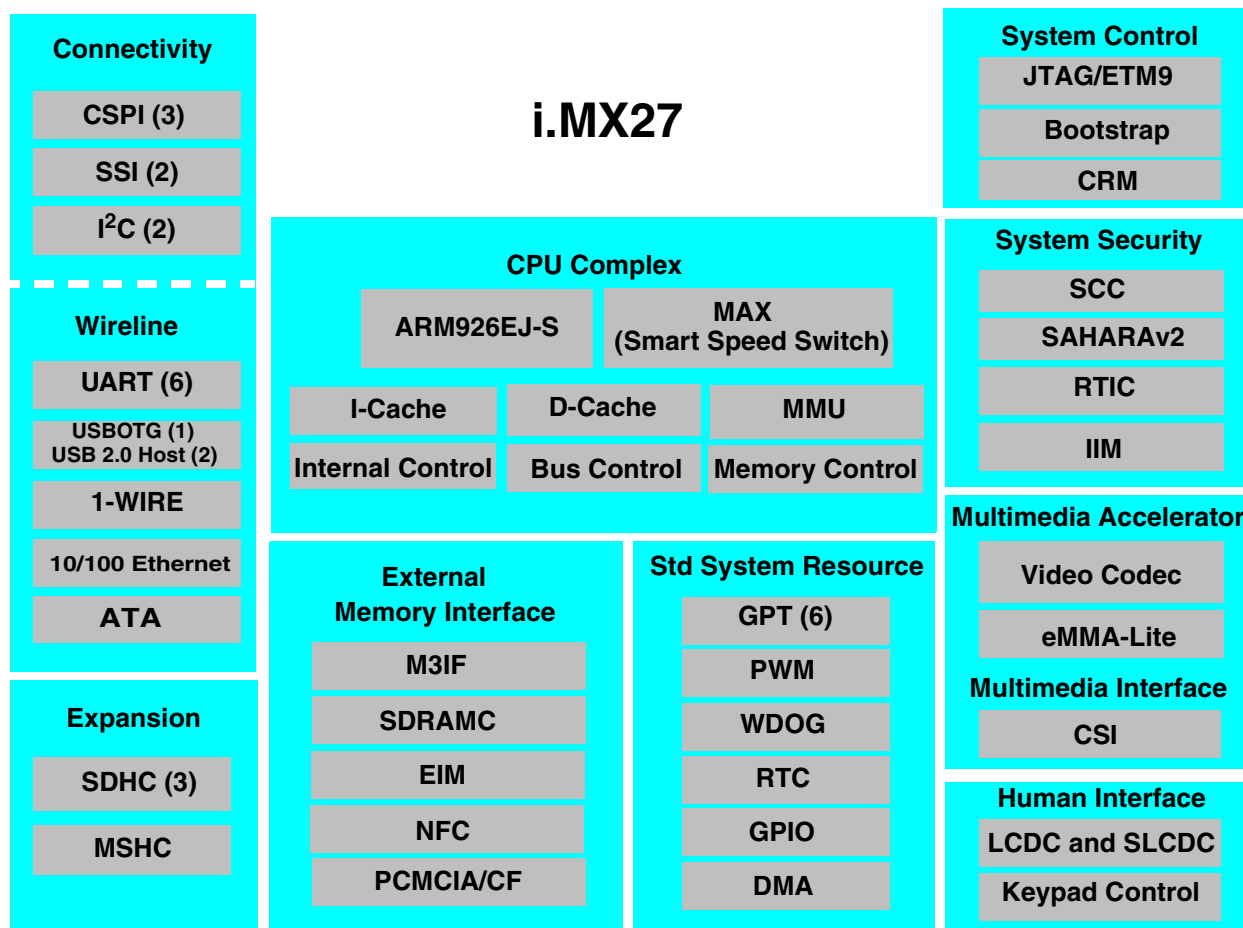 Connectivity
CSPI (3)
SSI (2)
I²C (2)
Wireline
UART (6)
USBOTG (1)
USB 2.0 Host (2)
1-WIRE
10/100 Ethernet
ATA
Expansion
SDHC (3)
MSHC
i.MX27
CPU Complex
ARM926EJ-S
MAX
(Smart Speed Switch)
I-Cache
D-Cache
MMU
Internal Control
Bus Control
Memory Control
External
Memory Interface
M3IF
SDRAMC
EIM
NFC
PCMCIA/CF
Std System Resource
GPT (6)
PWM
WDOG
RTC
GPIO
DMA
System Control
JTAG/ETM9
Bootstrap
CRM
System Security
SCC
SAHARAv2
RTIC
IIM
Multimedia Accelerator
Video Codec
eMMA-Lite
Multimedia Interface
CSI
Human Interface
LCDC and SLCDC
Keypad Control